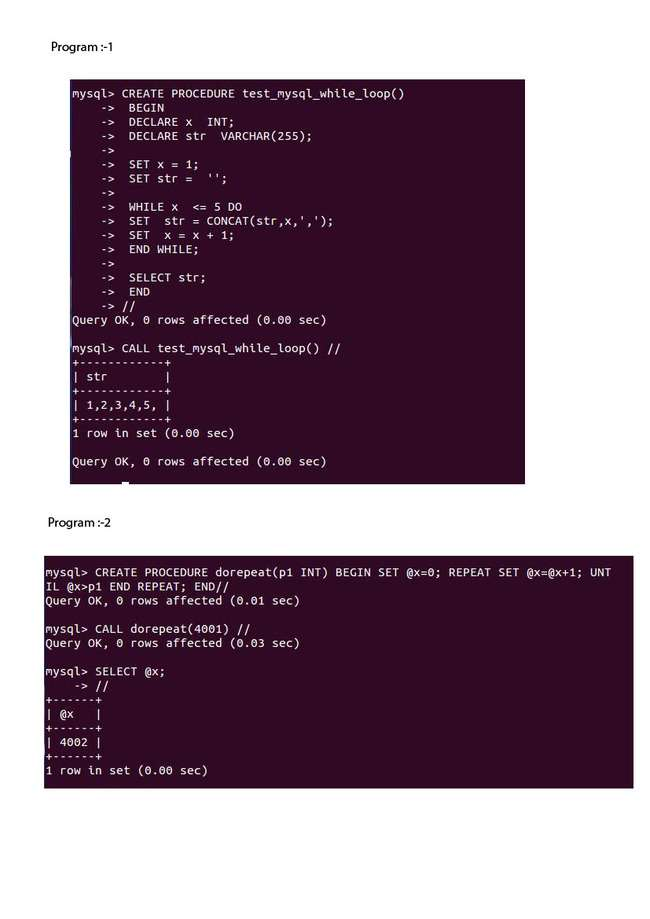 Program :-1
mysql> CREATE PROCEDURE test_mysql_while_loop()
    ->  BEGIN
    ->  DECLARE x  INT;
    ->  DECLARE str  VARCHAR(255);
    ->
    ->  SET x = 1;
    ->  SET str =  '';
    ->
    ->  WHILE x  <= 5 DO
    ->  SET  str = CONCAT(str,x,',');
    ->  SET  x = x + 1;
    ->  END WHILE;
    ->
    ->  SELECT str;
    ->  END
    -> //
Query OK, 0 rows affected (0.00 sec)
mysql> CALL test_mysql_while_loop() //
+------------+
| str        |
+------------+
| 1,2,3,4,5, |
+------------+
1 row in set (0.00 sec)
Query OK, 0 rows affected (0.00 sec)
Program :-2
mysql> CREATE PROCEDURE dorepeat(p1 INT) BEGIN SET @x=0; REPEAT SET @x=@x+1; UNT
IL @x>p1 END REPEAT; END//
Query OK, 0 rows affected (0.01 sec)
mysql> CALL dorepeat(4001) //
Query OK, 0 rows affected (0.03 sec)
mysql> SELECT @x;
    -> //
+------+
| @x   |
+------+
| 4002 |
+------+
1 row in set (0.00 sec)